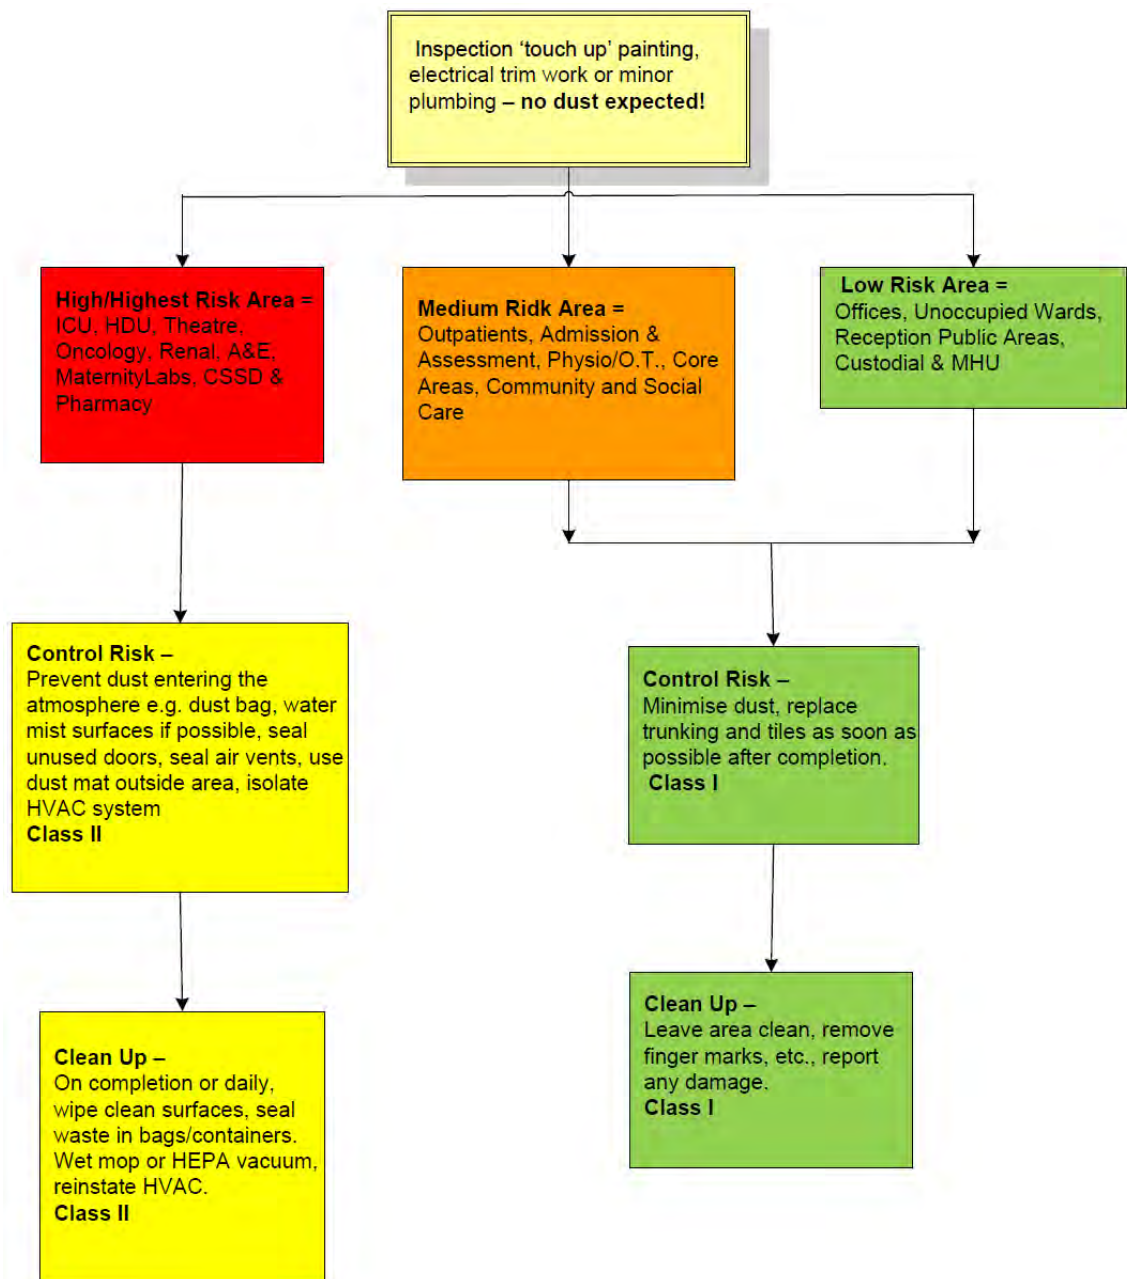 Inspection ‘touch up’ painting,
electrical trim work or minor
plumbing – no dust expected!
High/Highest Risk Area =
ICU, HDU, Theatre,
Oncology, Renal, A&E,
MaternityLabs, CSSD &
Pharmacy
Medium Ridk Area =
Outpatients, Admission &
Assessment, Physio/O.T., Core
Areas, Community and Social
Care
Low Risk Area =
Offices, Unoccupied Wards,
Reception Public Areas,
Custodial & MHU
Control Risk –
Prevent dust entering the
atmosphere e.g. dust bag, water
mist surfaces if possible, seal
unused doors, seal air vents, use
dust mat outside area, isolate
HVAC system
Class II
Control Risk –
Minimise dust, replace
trunking and tiles as soon as
possible after completion.
Class I
Clean Up –
On completion or daily,
wipe clean surfaces, seal
waste in bags/containers.
Wet mop or HEPA vacuum,
reinstate HVAC.
Class II
Clean Up –
Leave area clean, remove
finger marks, etc., report
any damage.
Class I